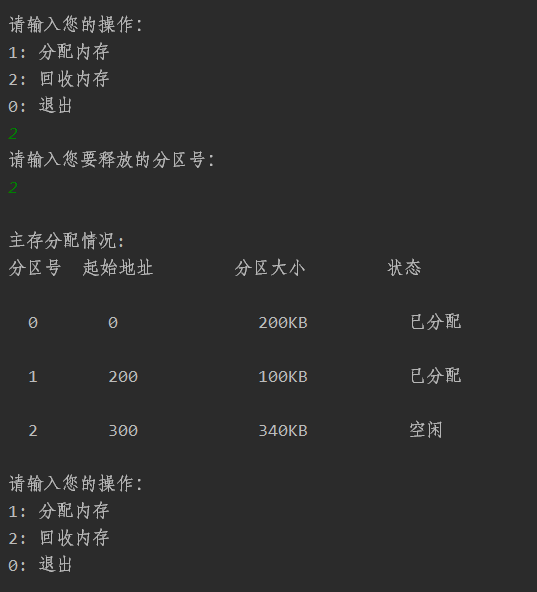 请输入您的操作:
1: 分配内存
2: 回收内存
0: 退出
2
请输入您要释放的分区号:
2
主存分配情况:
分区号 起始地址 分区大小 状态
0 0 200KB 已分配
1 200 100KB 已分配
2 300 340KB 空闲
请输入您的操作:
1: 分配内存
2: 回收内存
0: 退出